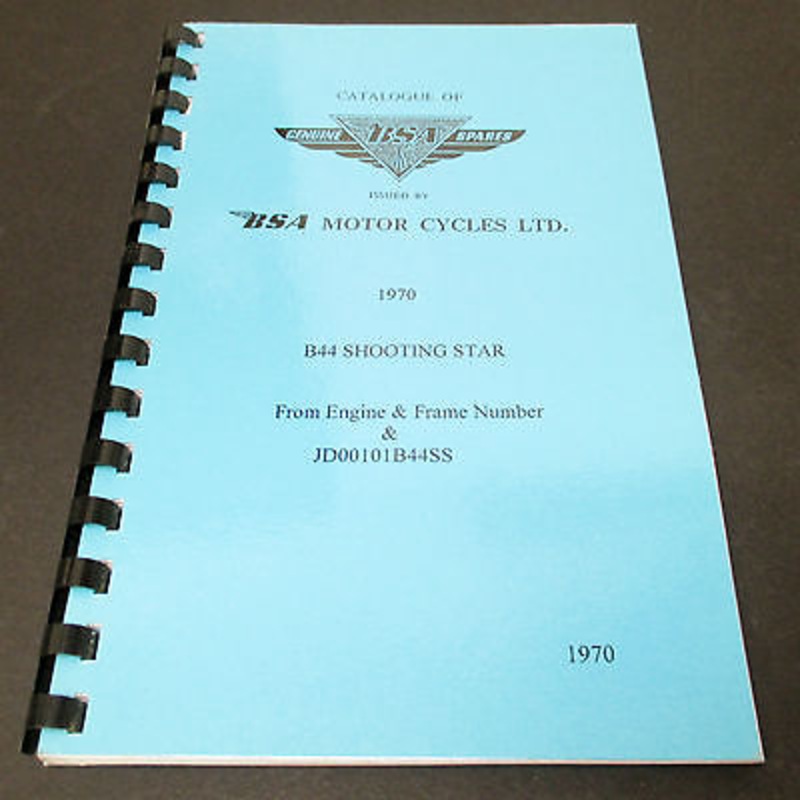 CATALOGUE OF
GENUINE BSA SPARES
ISSUED BY
BSA MOTOR CYCLES LTD.
1970
B44 SHOOTING STAR
From Engine & Frame Number
&
JD00101B44SS
1970